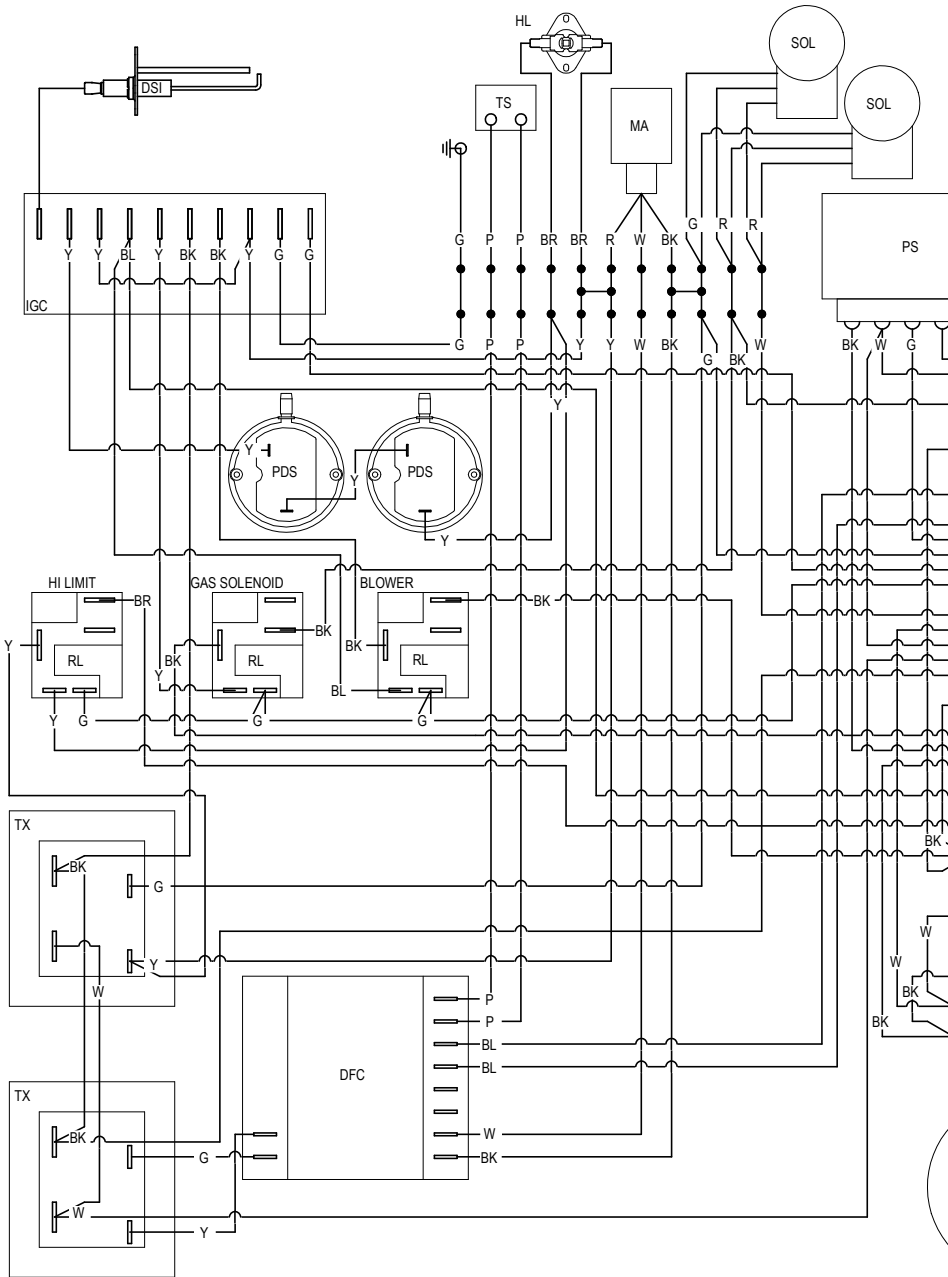 HL
SOL
DSI
TS
SOL
MA
G R R
PS
G P P BR BR R W BK
Y Y BL Y BK BK Y G G
IGC
G P P Y Y W BK W
G BK
BK W G
Y
Y
PDS
PDS
Y
Y
HI LIMIT
GAS SOLENOID
BLOWER
BR
BK
BK
Y
BK
BK
RL
RL
RL
Y
BL
Y
G
G
G
TX
BK
G
BK
Y
W
W
W
BK
P
P
BK
BL
DFC
BL
TX
BK
W
G
BK
W
Y